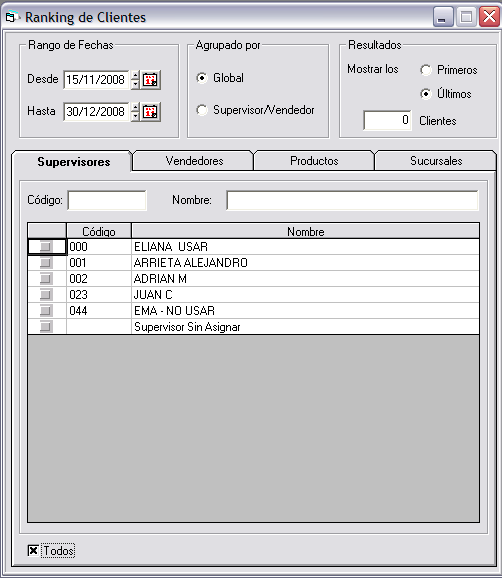 Ranking de Clientes
Rango de Fechas
Desde 15/11/2008
Hasta 30/12/2008
Agrupado por
Global
Supervisor/Vendedor
Resultados
Mostrar los
Primeros
Últimos
0 Clientes
Supervisores Vendedores Productos Sucursales
Código: Nombre:
Código Nombre
000 ELIANA USAR
001 ARRIETA ALEJANDRO
002 ADRIAN M
023 JUAN C
044 EMA - NO USAR
Supervisor Sin Asignar
Todos